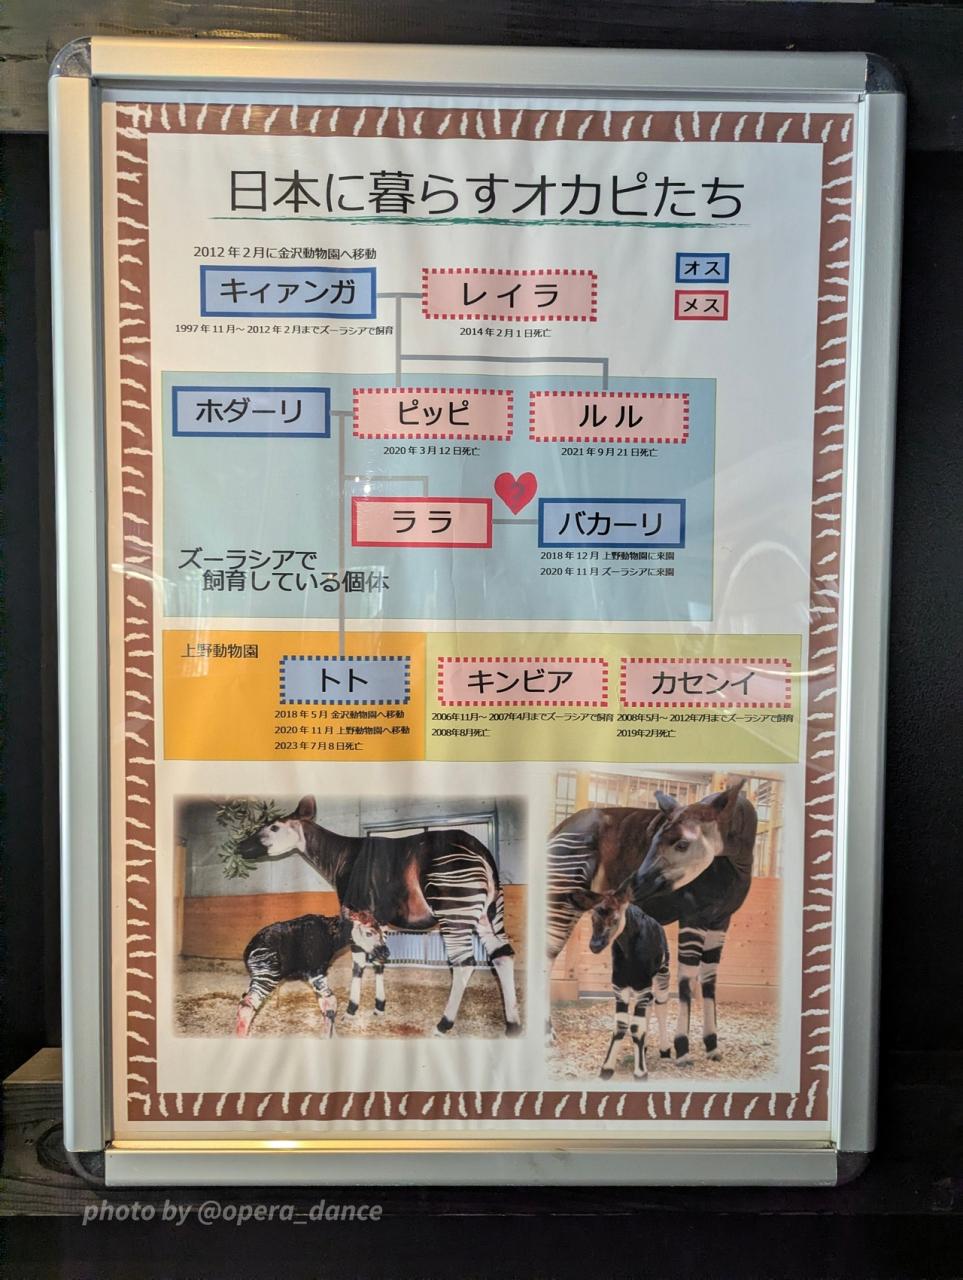 日本に暮らすオカピたち
2012年2月に金沢動物園へ移動
キィァンガ
レイラ
オス
メス
1997年11月～2012年2月までズーラシアで飼育
2014年2月1日死亡
ホダーリ
ピッピ
ルル
2020年3月12日死亡
2021年9月21日死亡
?
ララ
バカーリ
2018年12月 上野動物園に来園
2020年11月 ズーラシアに来園
ズーラシアで
飼育している個体
上野動物園
トト
キンビア
カセンイ
2018年5月 金沢動物園へ移動
2020年11月 上野動物園へ移動
2023年7月8日死亡
2006年11月～2007年4月までズーラシアで飼育
2008年8月死亡
2008年5月～2012年7月までズーラシアで飼育
2019年2月死亡
photo by @opera_dance